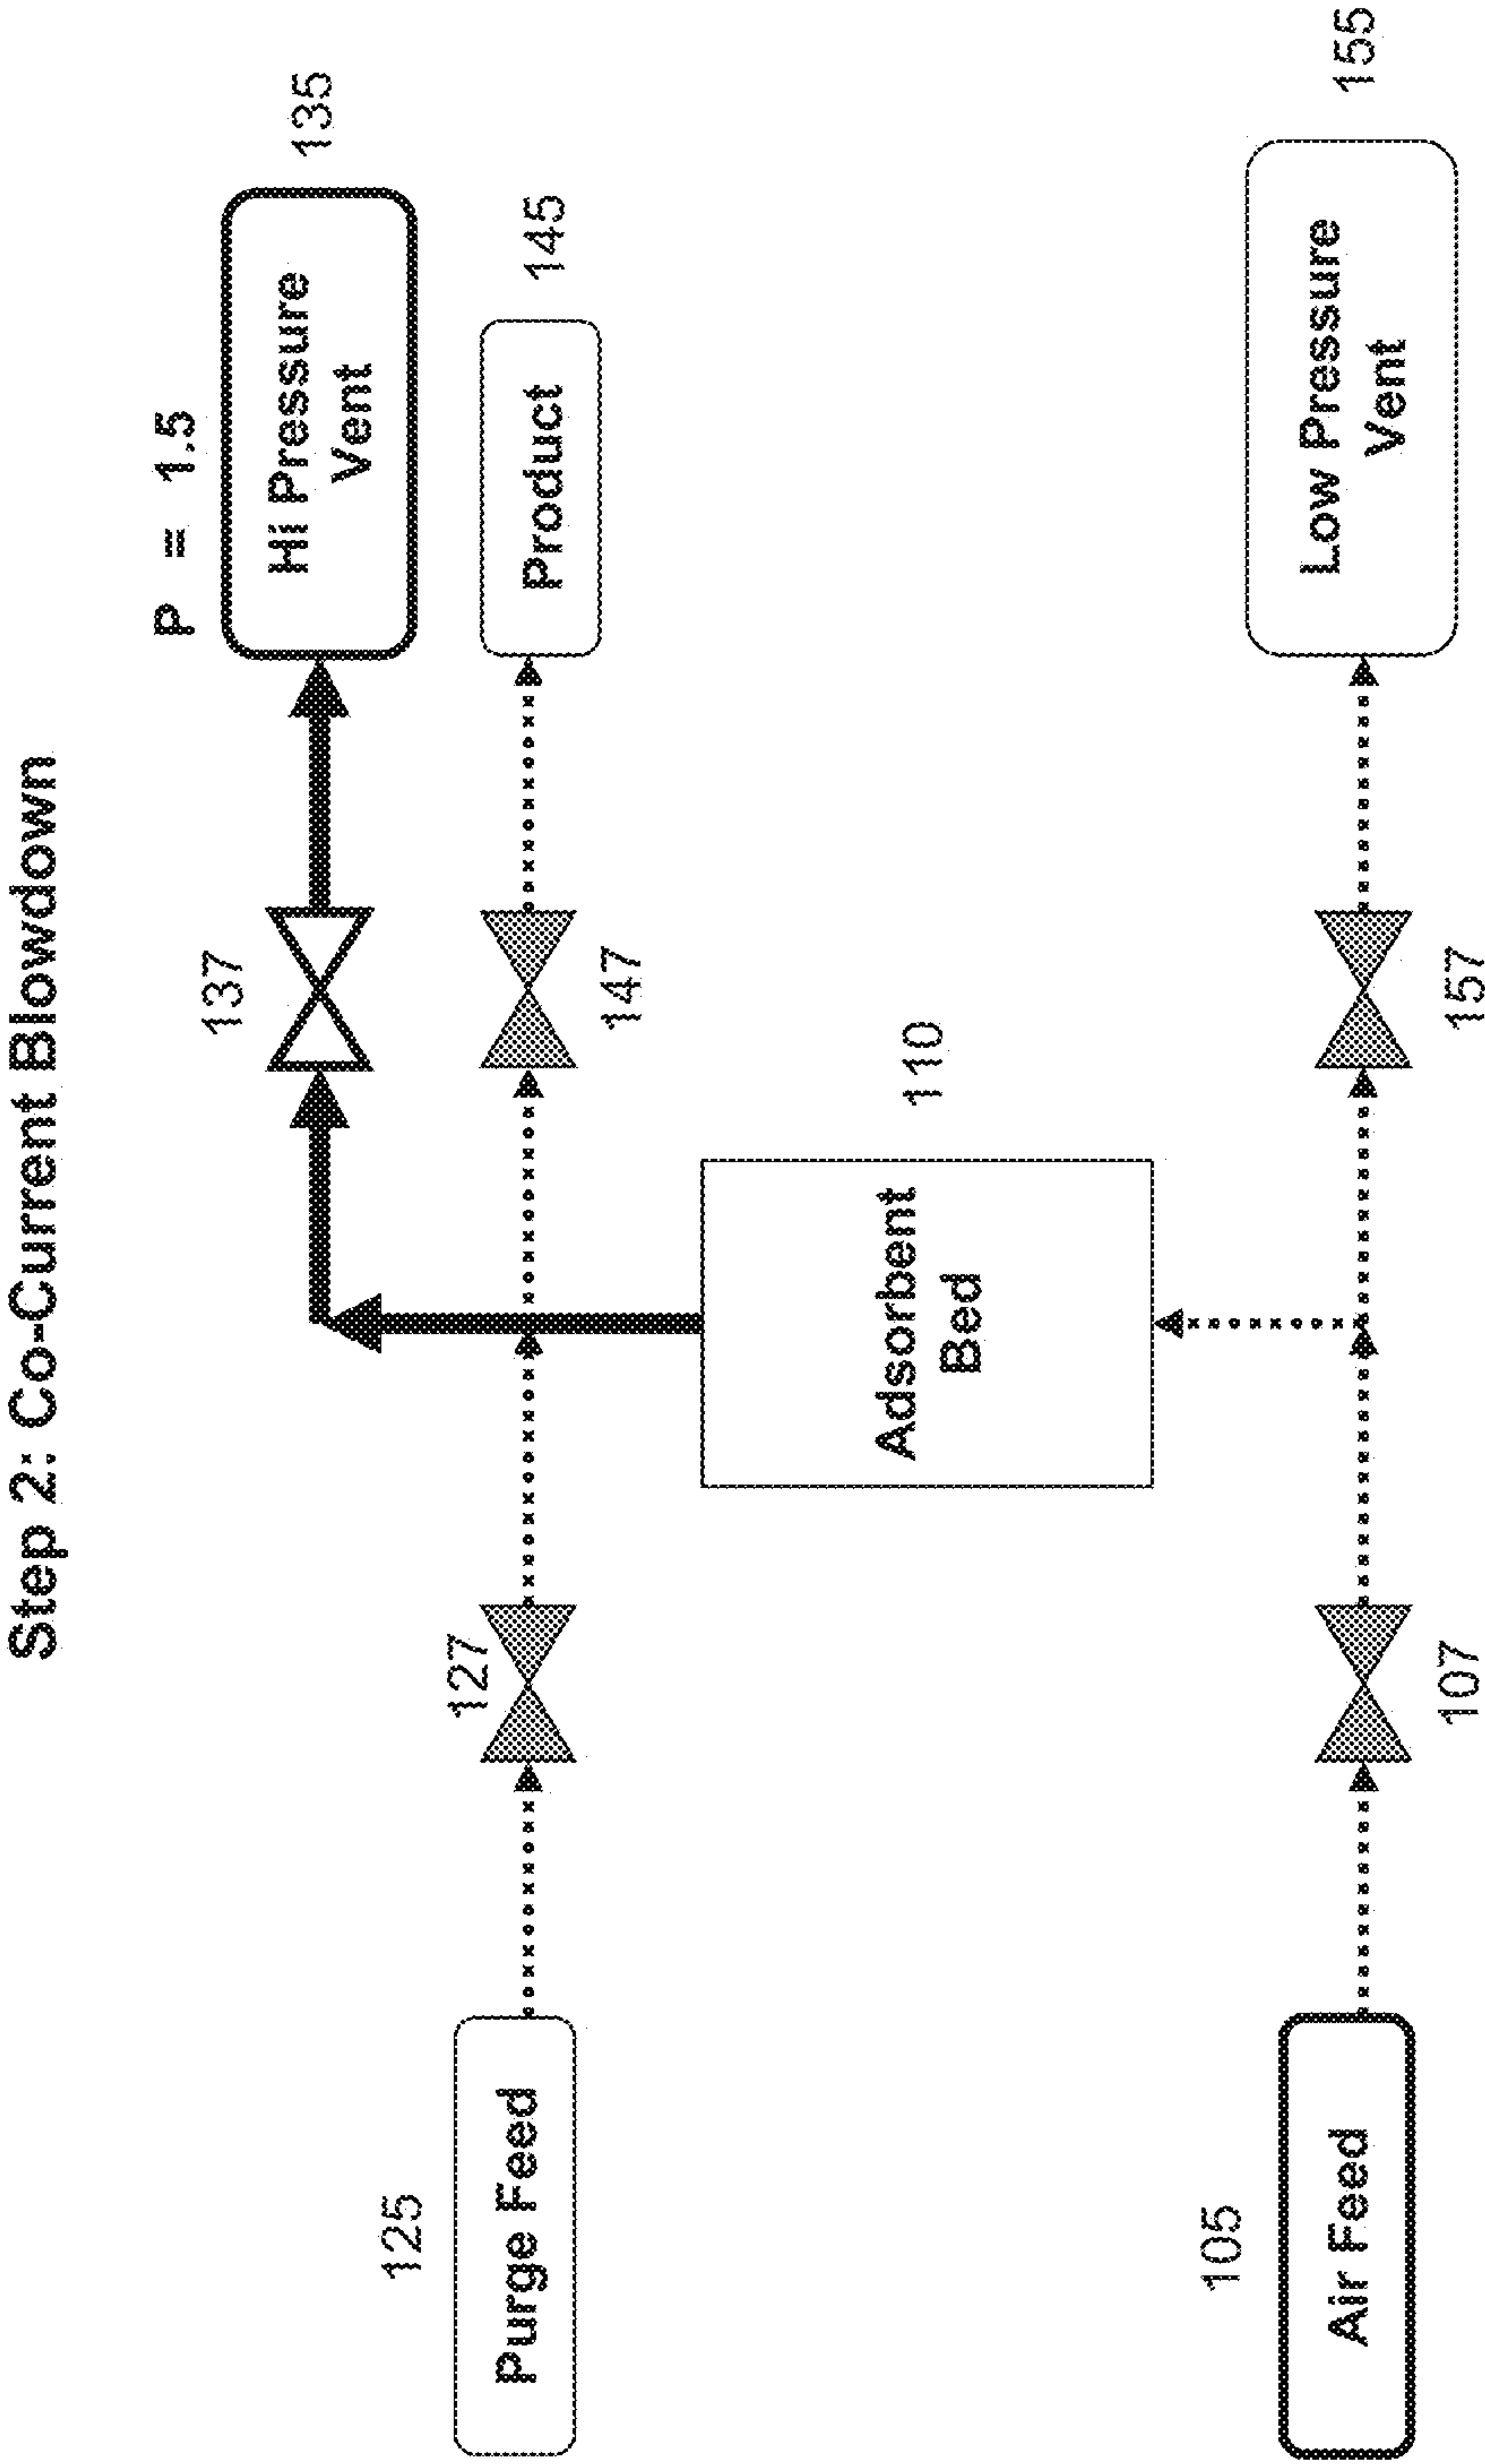 Step 2: Co-Current Blowdown
P = 1.5
137
Hi Pressure
Vent
135
125
127
Purge Feed
147
Product
145
Adsorbent
Bed
110
105
Air Feed
107
157
Low Pressure
Vent
155